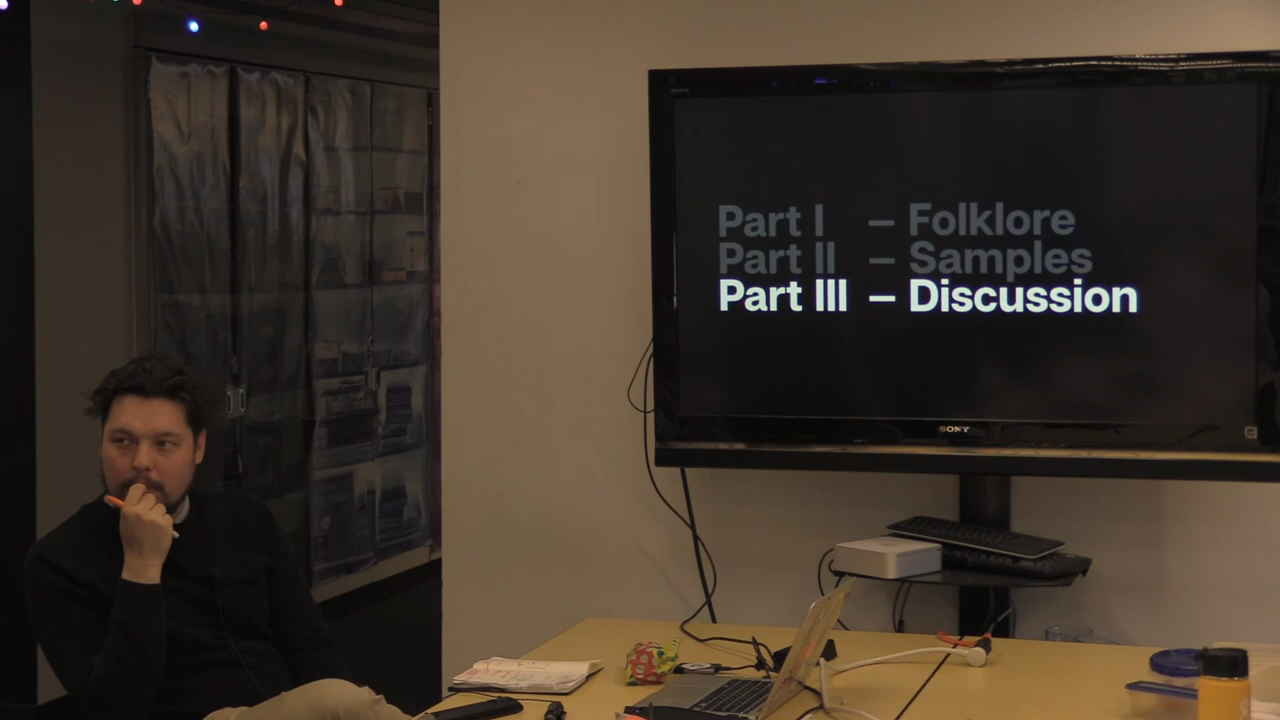 Part I – Folklore
Part II – Samples
Part III – Discussion
SONY